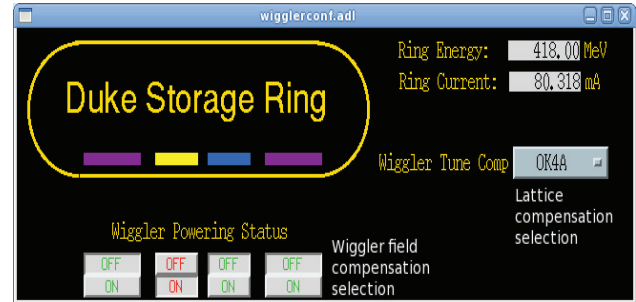 wigglerconf.adl
Ring Energy: 418.00 MeV
Ring Current: 80.318 mA
Duke Storage Ring
Wiggler Tune Comp OK4A
Lattice
compensation
selection
Wiggler Powering Status
OFF OFF OFF OFF
ON ON ON ON
Wiggler field
compensation
selection